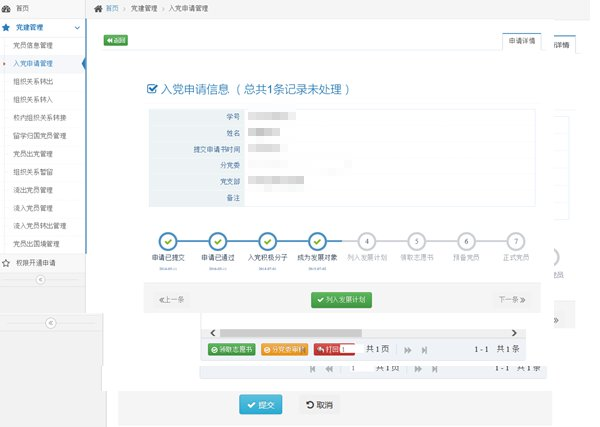 首页
党建管理
党员信息管理
入党申请管理
组织关系转出
组织关系转入
校内组织关系转接
留学归国党员管理
党员出党管理
组织关系暂留
流出党员管理
流入党员管理
流入党员转出管理
党员出国境管理
权限开通申请
首页 > 党建管理 > 入党申请管理
返回
申请详情
详情
入党申请信息（总共1条记录未处理）
学号
姓名
提交申请书时间
分党委
党支部
备注
4 5 6 7
申请已提交 申请已通过 入党积极分子 成为发展对象 列入发展计划 领取志愿书 预备党员 正式党员
党员
上一条 列入发展计划 下一条
领取志愿书 分党委审 打回 1 共 1 页 1 - 1 共 1 条
1 共 1 页 1 - 1 共 1 条
提交 取消